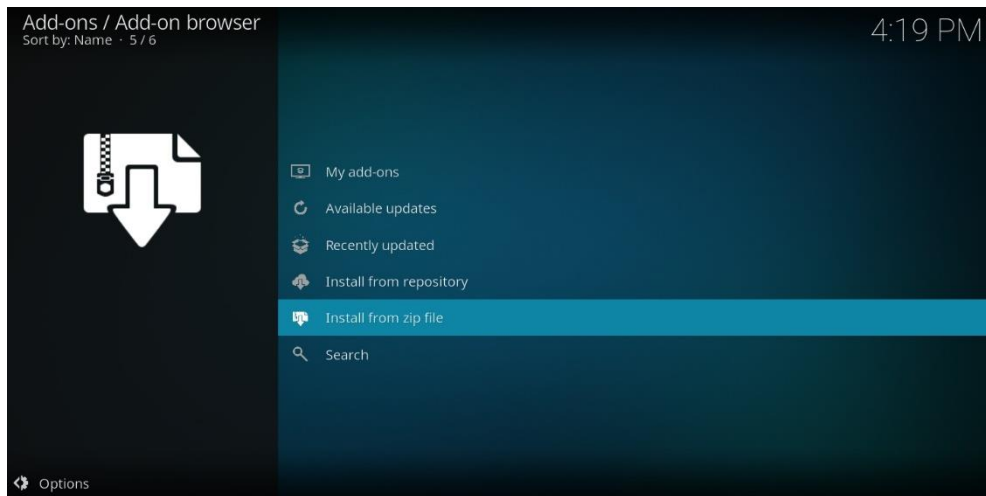 Add-ons / Add-on browser
Sort by: Name · 5 / 6
4:19 PM
My add-ons
Available updates
Recently updated
Install from repository
Install from zip file
Search
Options